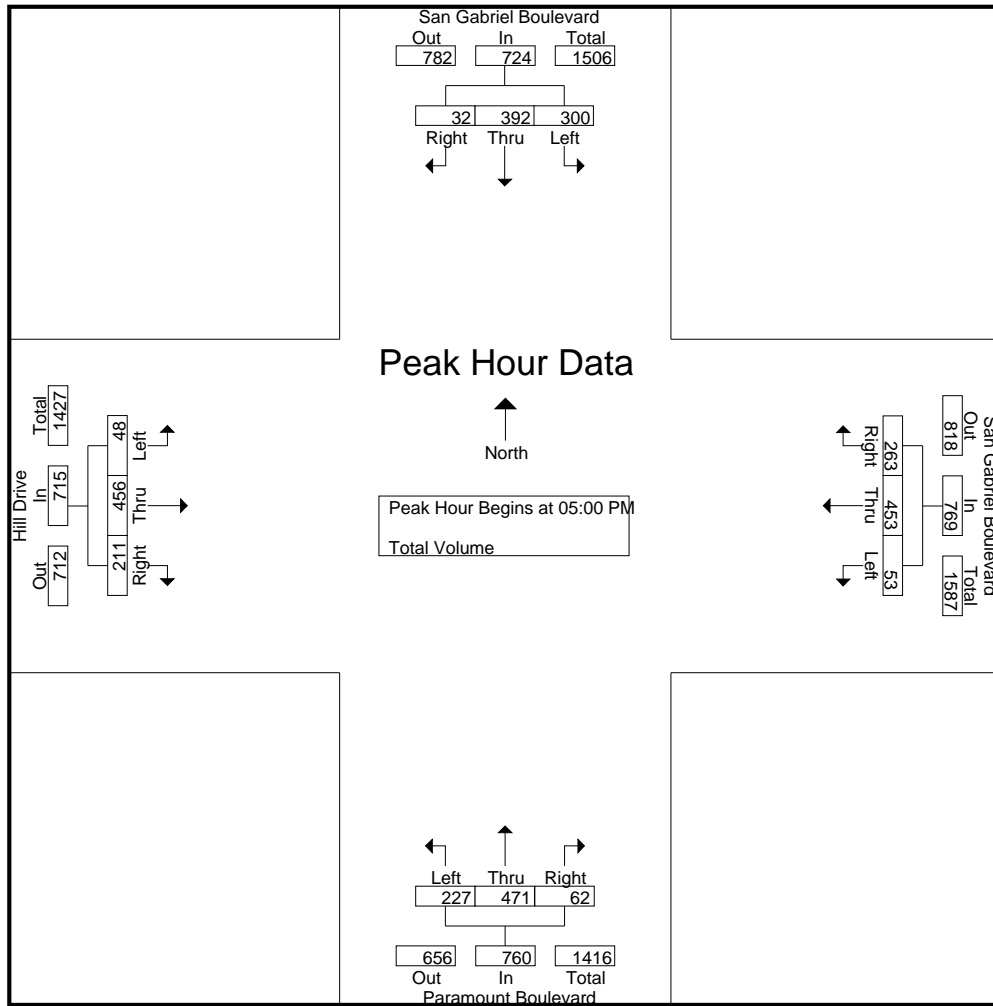 San Gabriel Boulevard
Out In Total
782 724 1506
32 392 300
Right Thru Left
Peak Hour Data
North
Peak Hour Begins at 05:00 PM
Total Volume
Hill Drive
Total In Out
1427 715 712
48 456 211
Left Thru Right
San Gabriel Boulevard
Out In Total
818 769 1587
263 453 53
Right Thru Left
Left Thru Right
227 471 62
656 760 1416
Out In Total
Paramount Boulevard